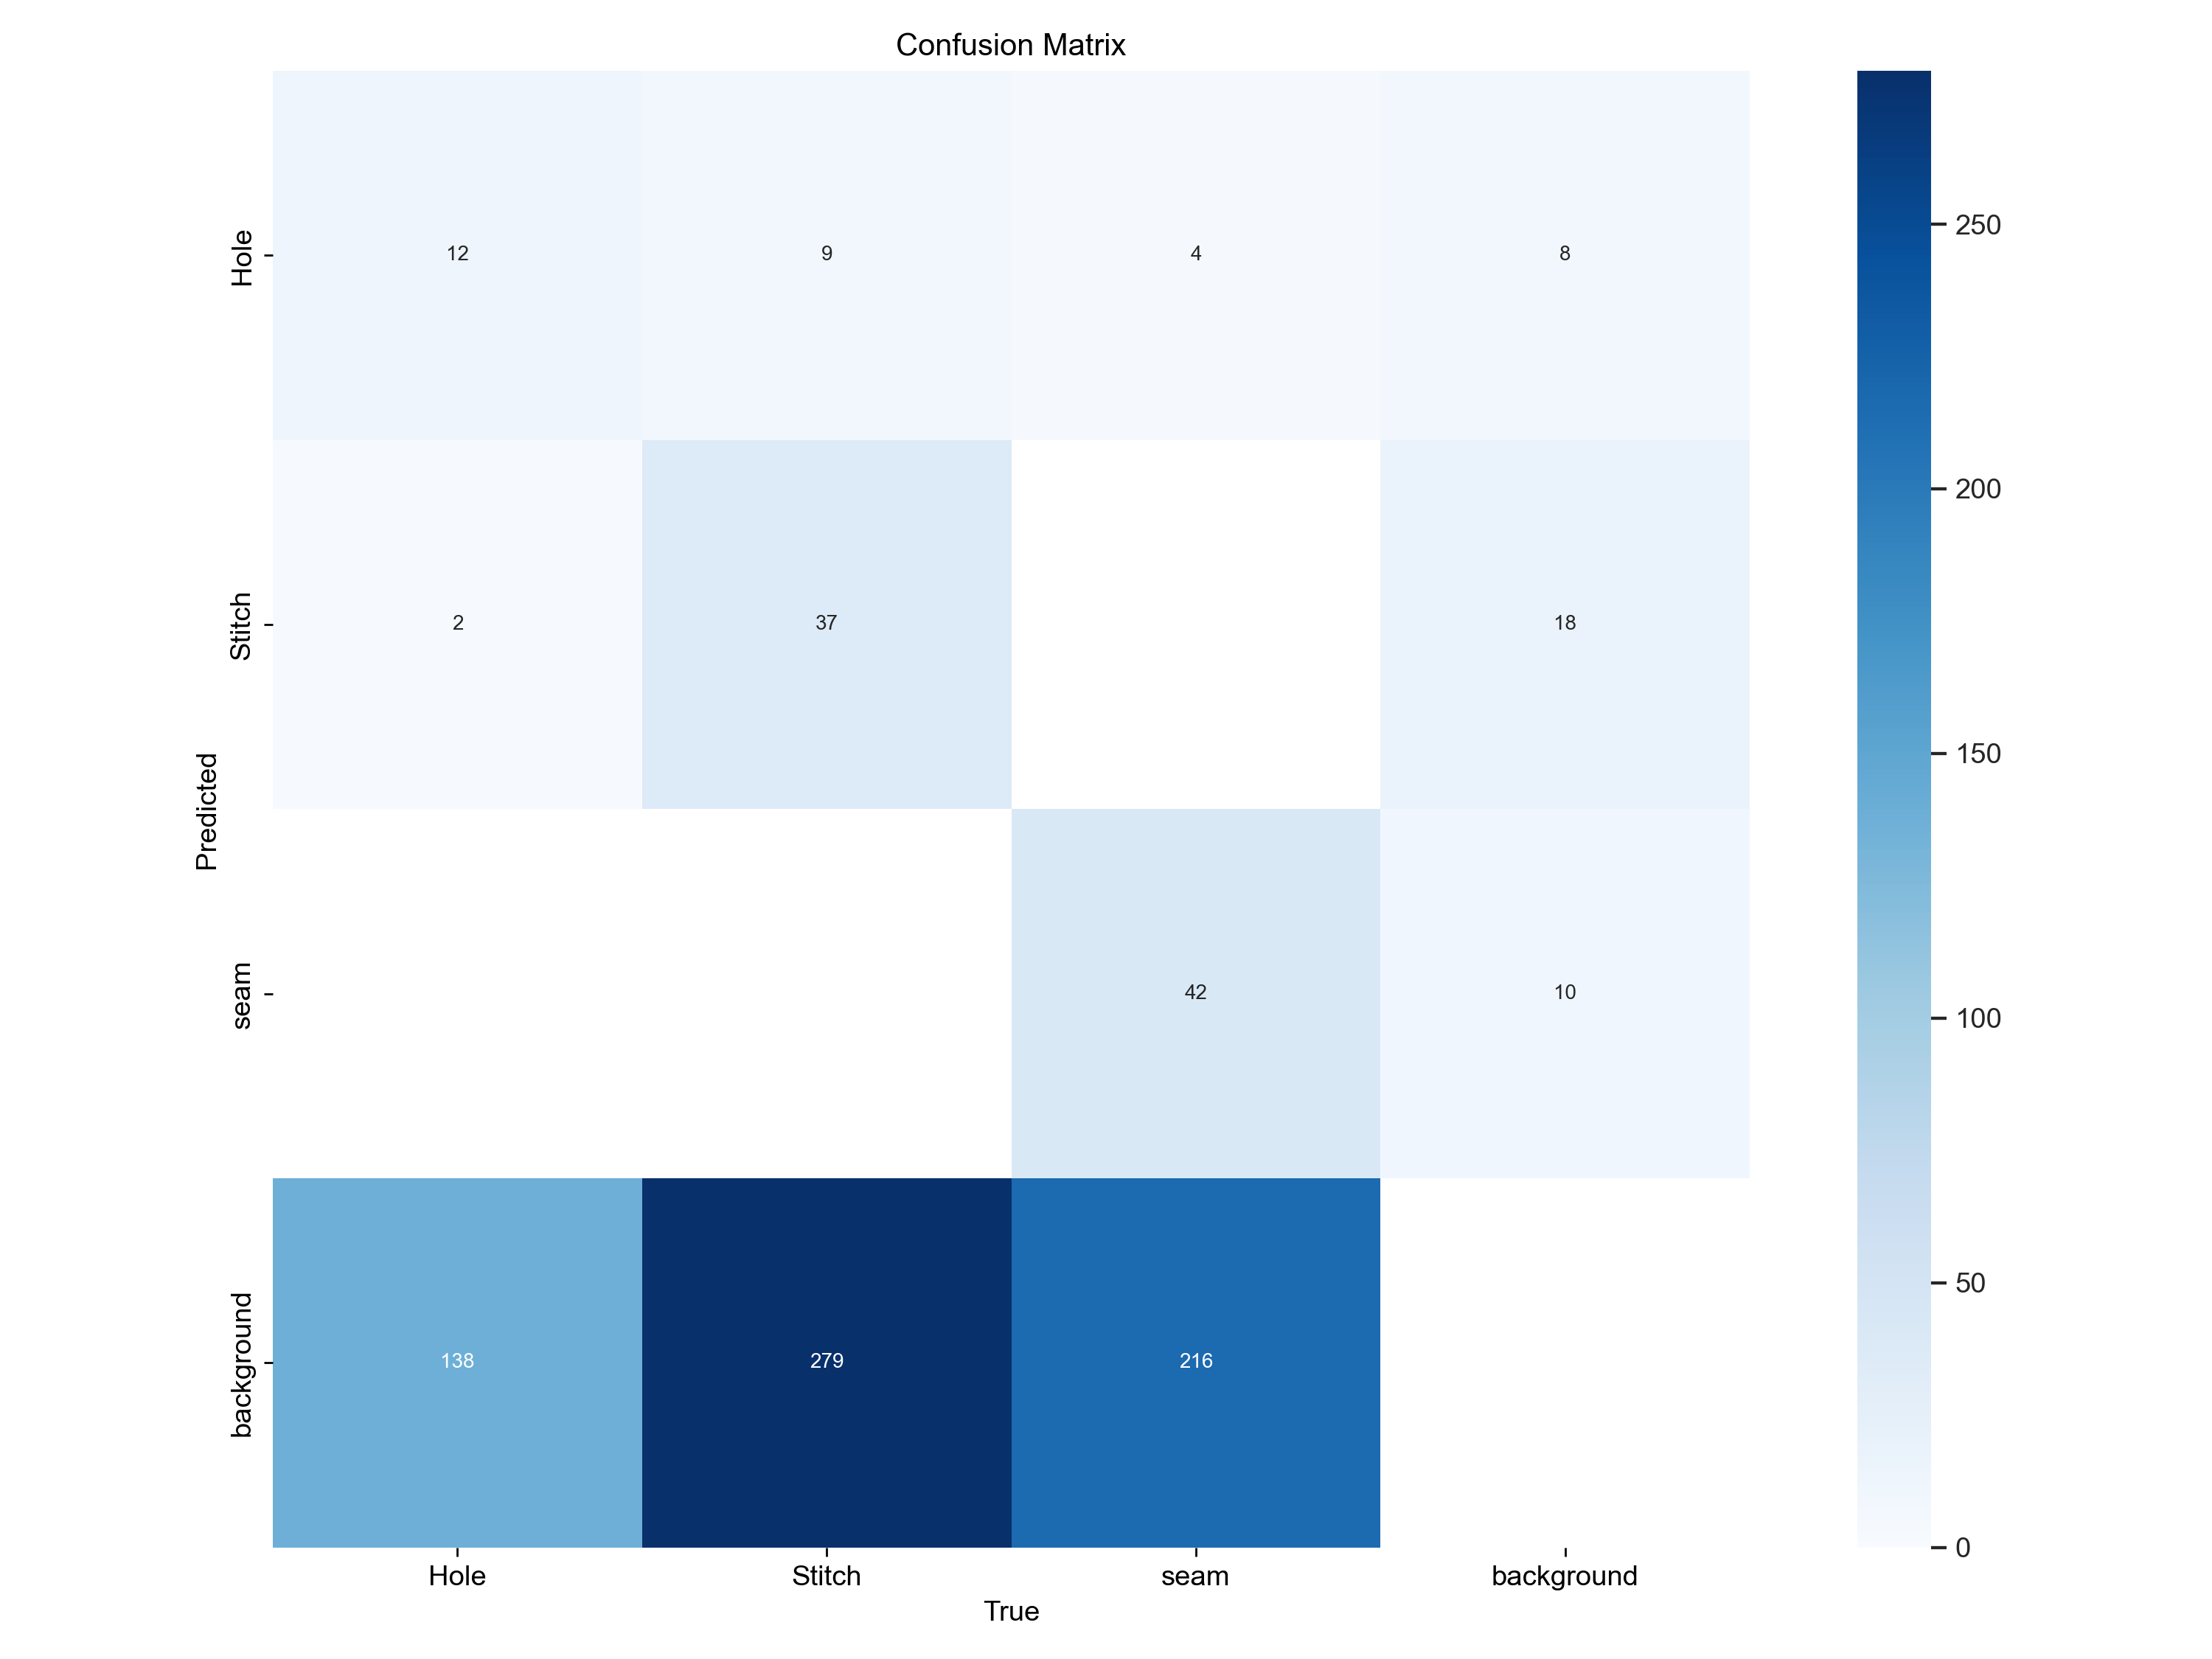 Confusion Matrix
Hole
12
9
4
8
250
200
Stitch
2
37
18
150
Predicted
seam
42
10
100
50
background
138
279
216
0
Hole
Stitch
seam
background
True